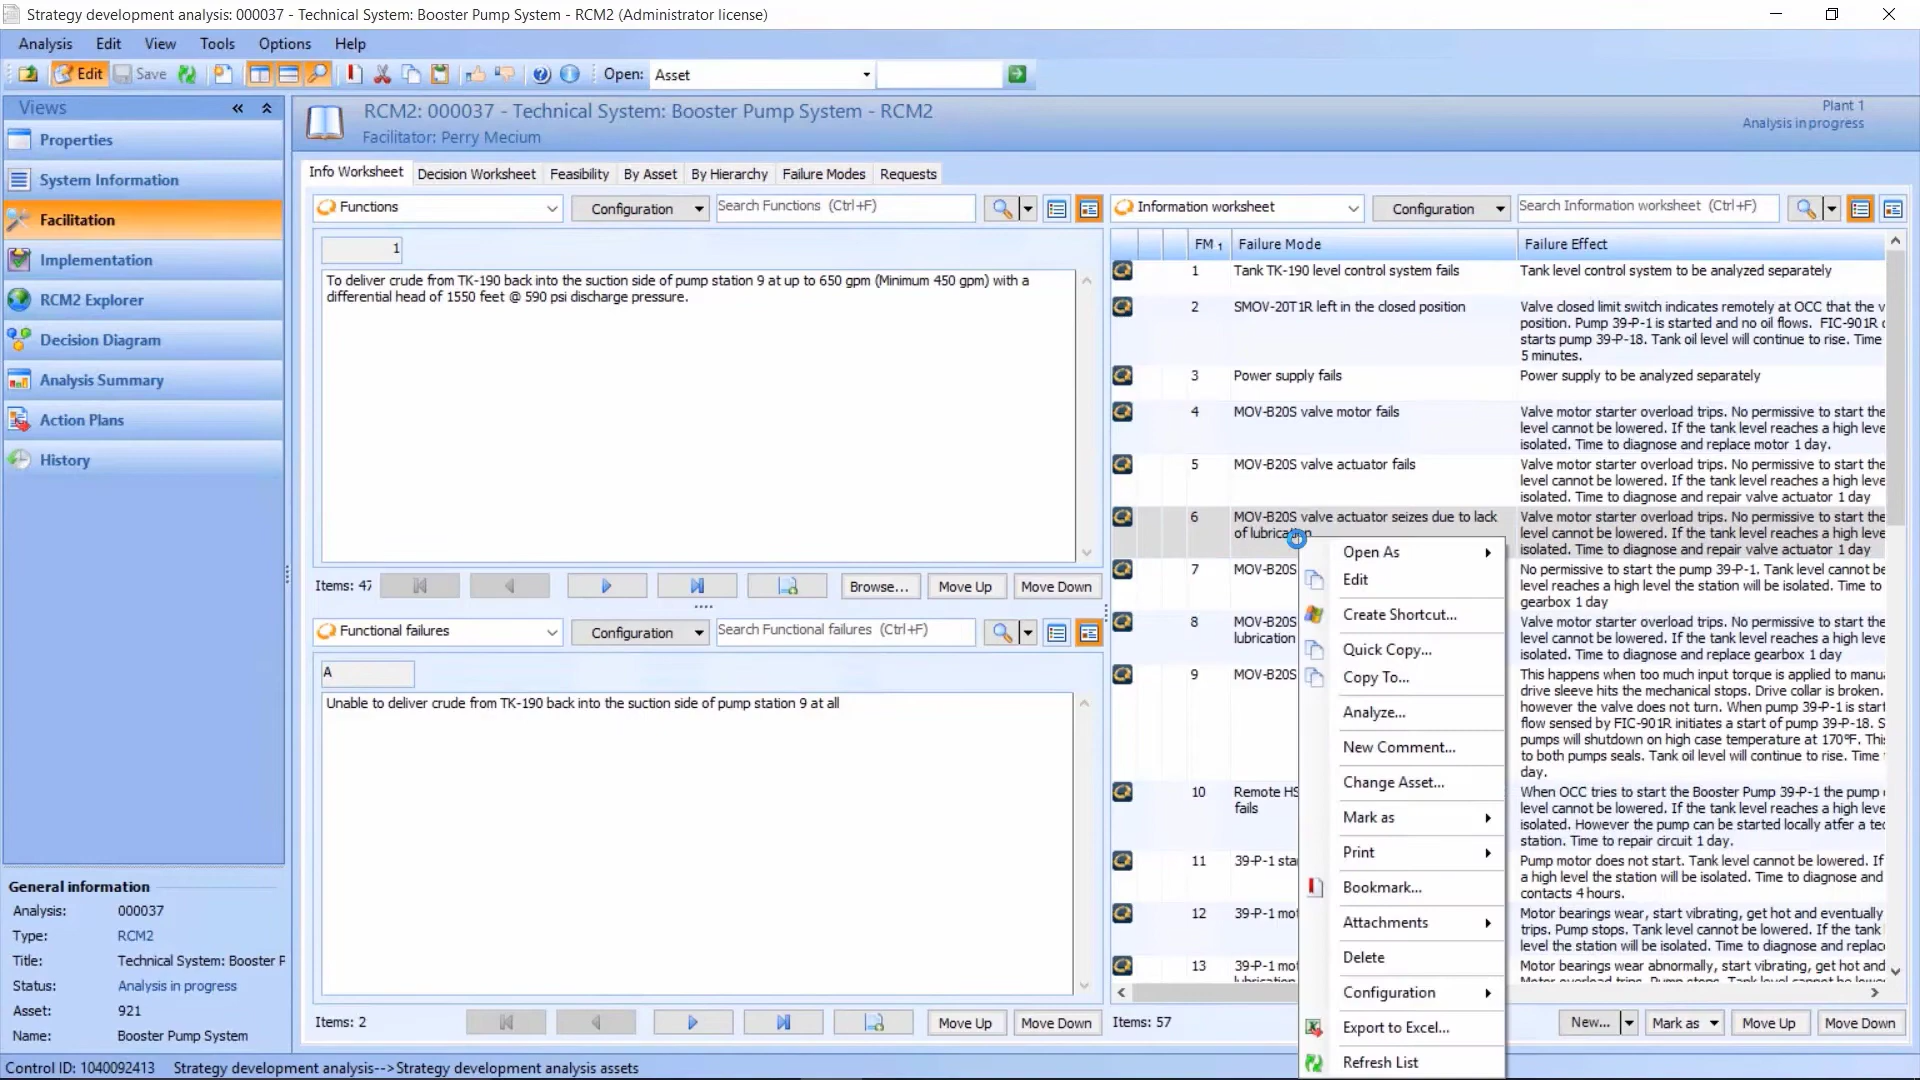 Strategy development analysis: 000037 - Technical System: Booster Pump System - RCM2 (Administrator license)
Analysis Edit View Tools Options Help
Edit Save Open: Asset
Views
Properties
System Information
Facilitation
Implementation
RCM2 Explorer
Decision Diagram
Analysis Summary
Action Plans
History
General information
Analysis: 000037
Type: RCM2
Title: Technical System: Booster P
Status: Analysis in progress
Asset: 921
Name: Booster Pump System
RCM2: 000037 - Technical System: Booster Pump System - RCM2
Facilitator: Perry Mecium
Plant 1
Analysis in progress
Info Worksheet Decision Worksheet Feasibility By Asset By Hierarchy Failure Modes Requests
Functions Configuration Search Functions (Ctrl+F)
1
To deliver crude from TK-190 back into the suction side of pump station 9 at up to 650 gpm (Minimum 450 gpm) with a
differential head of 1550 feet @ 590 psi discharge pressure.
Items: 47 Browse... Move Up Move Down
Functional failures Configuration Search Functional failures (Ctrl+F)
A
Unable to deliver crude from TK-190 back into the suction side of pump station 9 at all
Items: 2 Move Up Move Down
Information worksheet Configuration Search Information worksheet (Ctrl+F)
FM 1 Failure Mode Failure Effect
1 Tank TK-190 level control system fails Tank level control system to be analyzed separately
2 SMOV-20T1R left in the closed position Valve closed limit switch indicates remotely at OCC that the v
position. Pump 39-P-1 is started and no oil flows. FIC-901R
starts pump 39-P-18. Tank oil level will continue to rise. Time
5 minutes.
3 Power supply fails Power supply to be analyzed separately
4 MOV-B20S valve motor fails Valve motor starter overload trips. No permissive to start the
level cannot be lowered. If the tank level reaches a high leve
isolated. Time to diagnose and replace motor 1 day.
5 MOV-B20S valve actuator fails Valve motor starter overload trips. No permissive to start the
level cannot be lowered. If the tank level reaches a high leve
isolated. Time to diagnose and repair valve actuator 1 day
6 MOV-B20S valve actuator seizes due to lack Valve motor starter overload trips. No permissive to start the
of lubrication level cannot be lowered. If the tank level reaches a high leve
isolated. Time to diagnose and repair valve actuator 1 day
7 MOV-B20S No permissive to start the pump 39-P-1. Tank level cannot be
level reaches a high level the station will be isolated. Time to
gearbox 1 day
8 MOV-B20S Valve motor starter overload trips. No permissive to start the
lubrication level cannot be lowered. If the tank level reaches a high leve
isolated. Time to diagnose and replace gearbox 1 day
9 MOV-B20S This happens when too much input torque is applied to manu
drive sleeve hits the mechanical stops. Drive collar is broken.
however the valve does not turn. When pump 39-P-1 is start
flow sensed by FIC-901R initiates a start of pump 39-P-18. S
pumps will shutdown on high case temperature at 170°F. Thi
to both pumps seals. Tank oil level will continue to rise. Time
day.
10 Remote HS When OCC tries to start the Booster Pump 39-P-1 the pump
fails level cannot be lowered. If the tank level reaches a high leve
isolated. However the pump can be started locally atfer a te
station. Time to repair circuit 1 day.
11 39-P-1 sta Pump motor does not start. Tank level cannot be lowered. If
a high level the station will be isolated. Time to diagnose and
contacts 4 hours.
12 39-P-1 mo Motor bearings wear, start vibrating, get hot and eventually
trips. Pump stops. Tank level cannot be lowered. If the tank
level the station will be isolated. Time to diagnose and replac
13 39-P-1 mo Motor bearings wear abnormally, start vibrating, get hot and
lubrication Motor overload trips. Pump stops. Tank level cannot be lowe
Open As
Edit
Create Shortcut...
Quick Copy...
Copy To...
Analyze...
New Comment...
Change Asset...
Mark as
Print
Bookmark...
Attachments
Delete
Configuration
Export to Excel...
Refresh List
Items: 57 New... Mark as Move Up Move Down
Control ID: 1040092413 Strategy development analysis-->Strategy development analysis assets